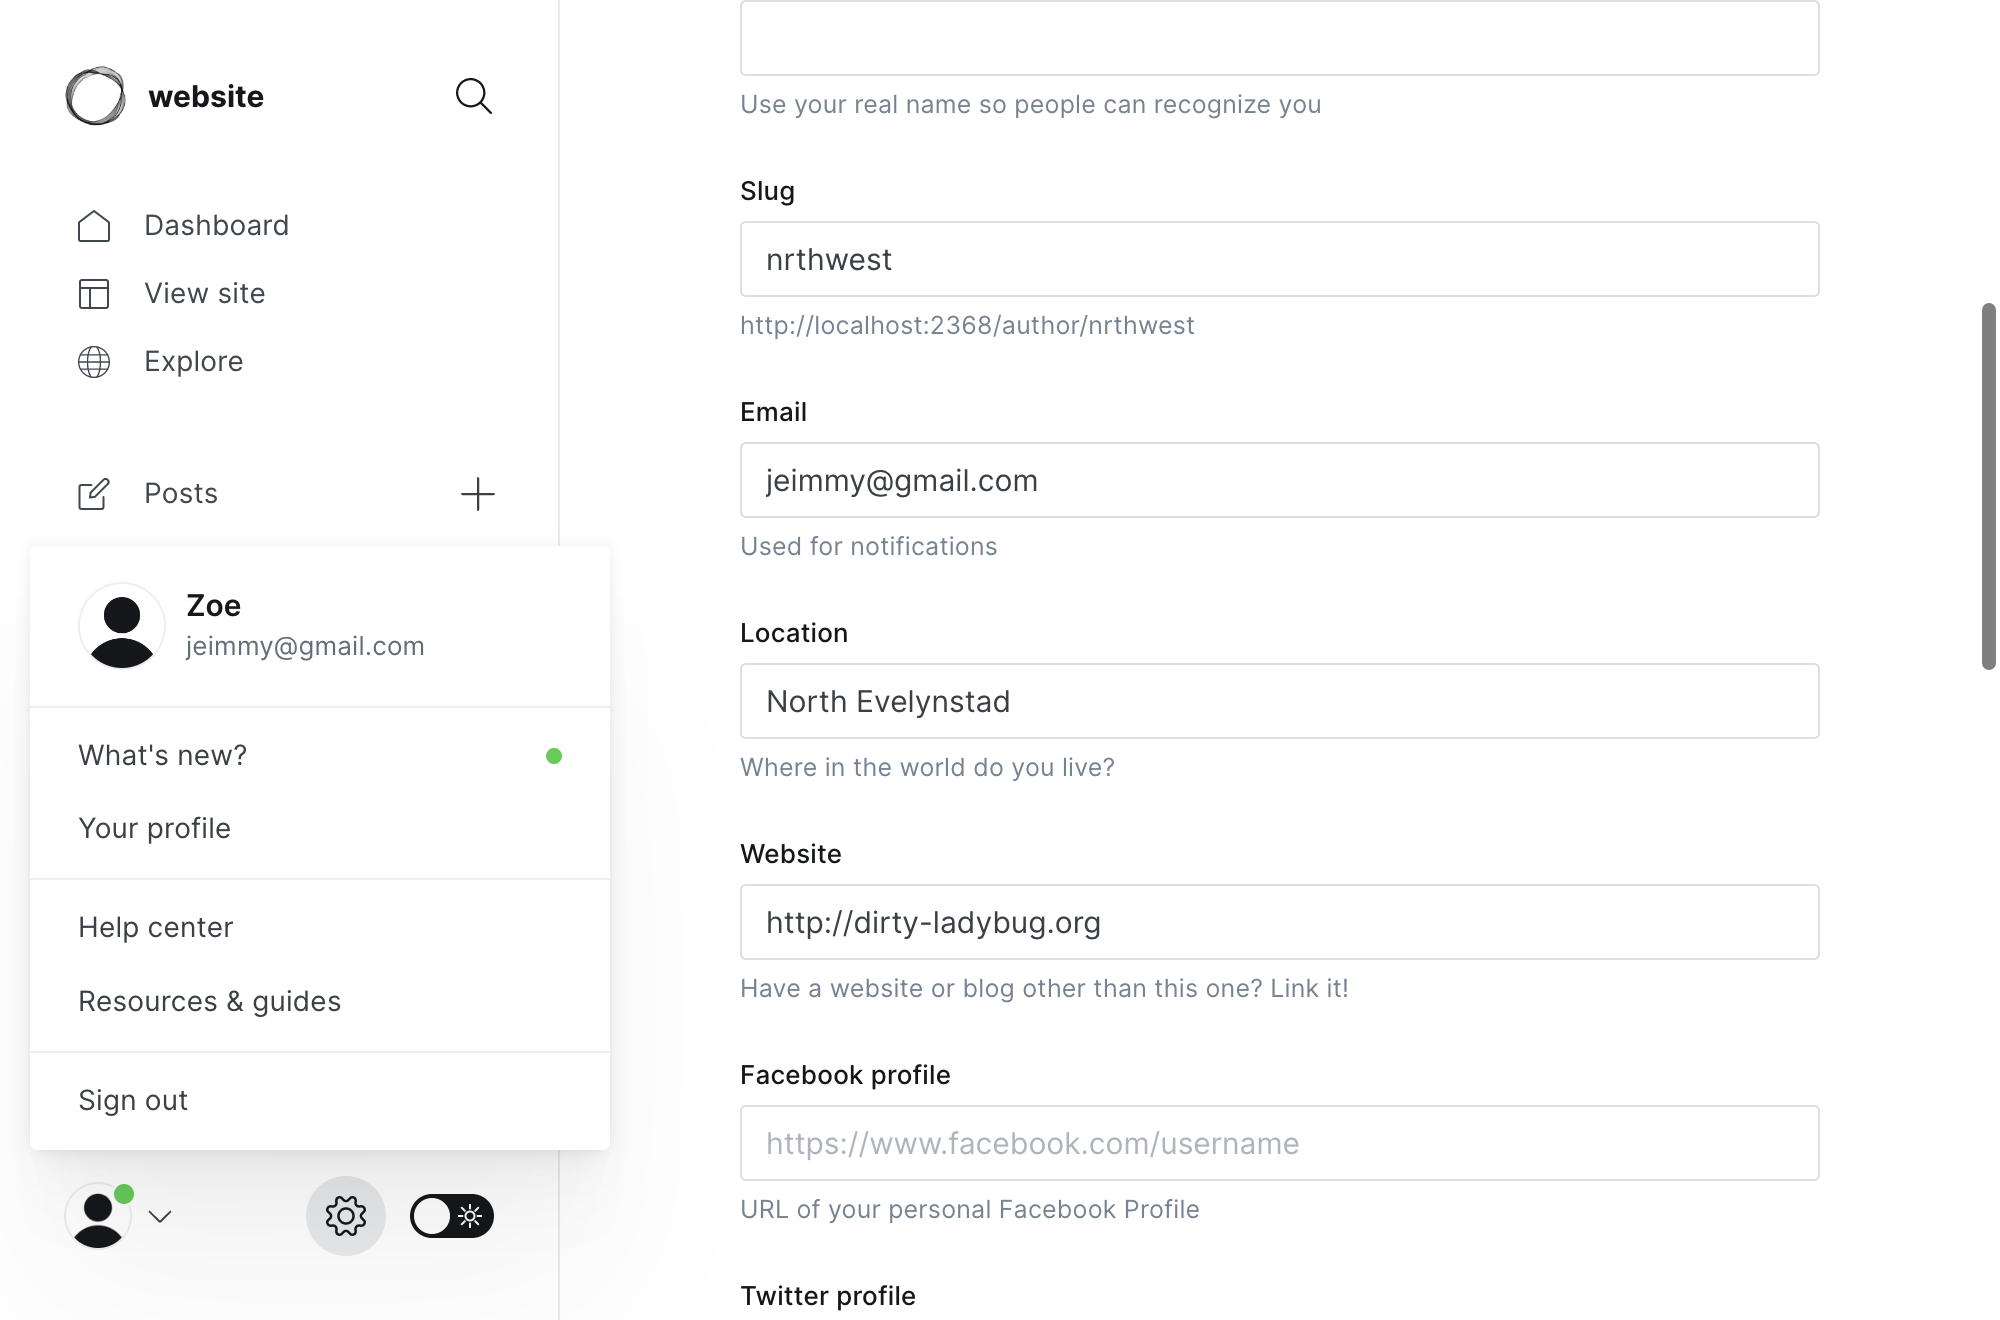 website
Dashboard
View site
Explore
Posts
Zoe
jeimmy@gmail.com
What's new?
Your profile
Help center
Resources & guides
Sign out
Use your real name so people can recognize you
Slug
nrthwest
http://localhost:2368/author/nrthwest
Email
jeimmy@gmail.com
Used for notifications
Location
North Evelynstad
Where in the world do you live?
Website
http://dirty-ladybug.org
Have a website or blog other than this one? Link it!
Facebook profile
https://www.facebook.com/username
URL of your personal Facebook Profile
Twitter profile